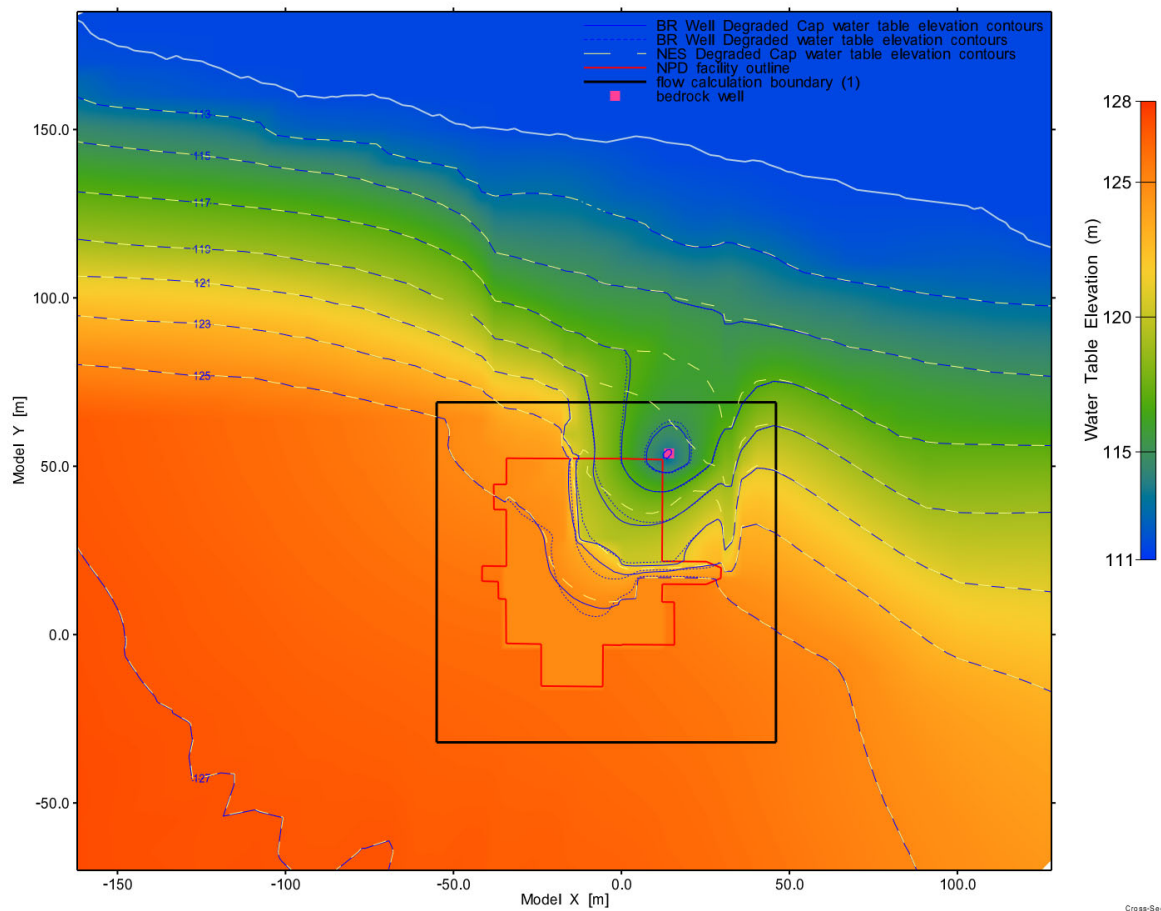 BR Well Degraded Cap water table elevation contours
BR Well Degraded water table elevation contours
NES Degraded Cap water table elevation contours
NPD facility outline
flow calculation boundary (1)
bedrock well
128
125
120
115
111
Water Table Elevation (m)
150.0
100.0
50.0
0.0
-50.0
Model Y [m]
113
115
117
119
121
123
125
127
-150
-100
-50.0
0.0
50.0
100.0
Model X [m]
Cross-Sec